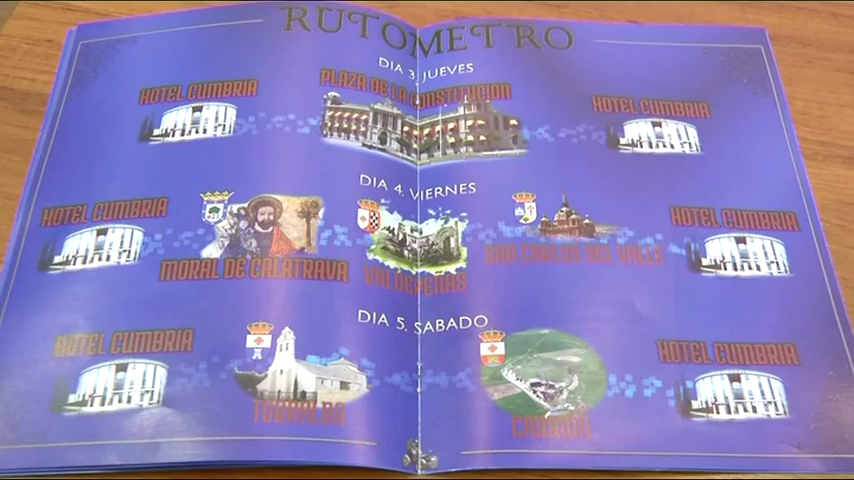 RUTOMETRO
DIA 3, JUEVES
HOTEL CUMBRIA
PLAZA DE LA CONSTITUCION
HOTEL CUMBRIA
DIA 4, VIERNES
HOTEL CUMBRIA
MORAL DE CALATRAVA
VALDEPEÑAS
SAN CARLOS DEL VALLE
HOTEL CUMBRIA
DIA 5, SABADO
HOTEL CUMBRIA
TORRALBA
HOTEL CUMBRIA